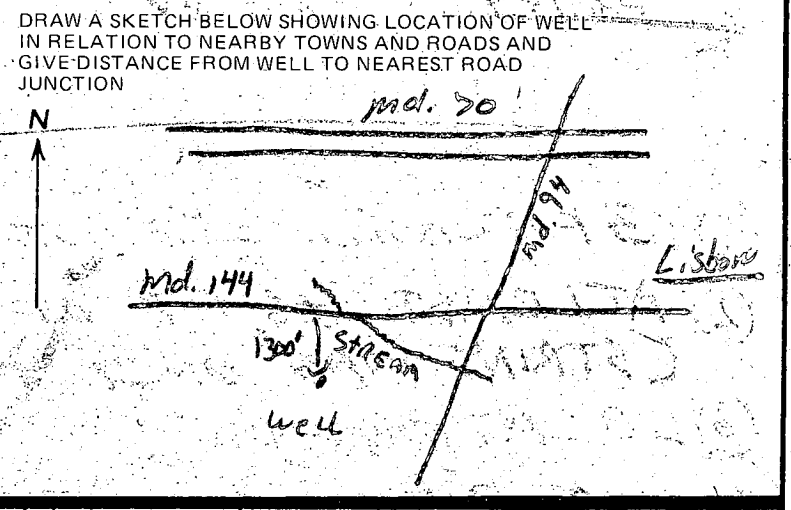 DRAW A SKETCH BELOW SHOWING LOCATION OF WELL
IN RELATION TO NEARBY TOWNS AND ROADS AND
GIVE DISTANCE FROM WELL TO NEAREST ROAD
JUNCTION
N
md. 70
md. 94
Lisbon
Md. 144
1300'
STREAM
well